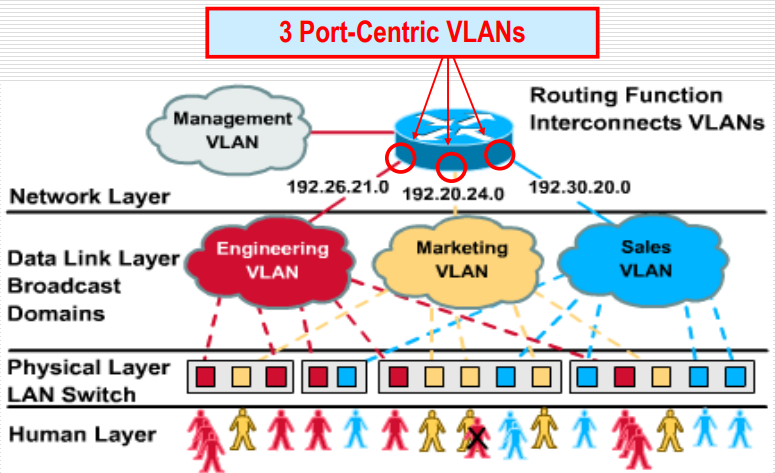 3 Port-Centric VLANs
Management
VLAN
Routing Function
Interconnects VLANs
192.26.21.0
192.20.24.0
192.30.20.0
Network Layer
Engineering
VLAN
Marketing
VLAN
Sales
VLAN
Data Link Layer
Broadcast
Domains
Physical Layer
LAN Switch
Human Layer
X